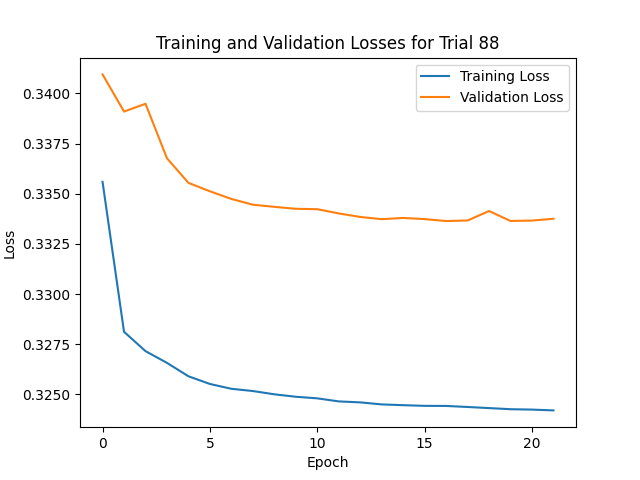 Training and Validation Losses for Trial 88
Training Loss
Validation Loss
0.3400
0.3375
0.3350
0.3325
0.3300
0.3275
0.3250
Loss
0
5
10
15
20
Epoch